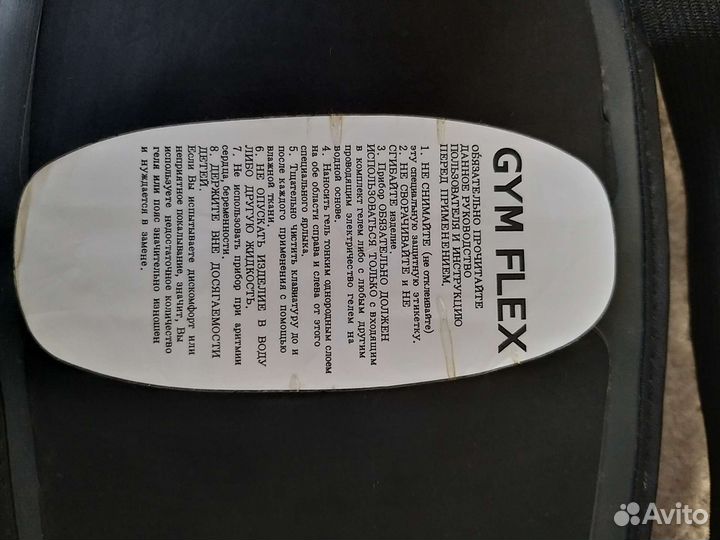 GYM FLEX
ОБЯЗАТЕЛЬНО ПРОЧИТАЙТЕ
ДАННОЕ РУКОВОДСТВО
ПОЛЬЗОВАТЕЛЯ И ИНСТРУКЦИЮ
ПЕРЕД ПРИМЕНЕНИЕМ.
1. НЕ СНИМАЙТЕ (не отклеивайте)
эту специальную защитную этикетку.
2. НЕ СВОРАЧИВАЙТЕ И НЕ
СГИБАЙТЕ изделие
3. Прибор ОБЯЗАТЕЛЬНО ДОЛЖЕН
ИСПОЛЬЗОВАТЬСЯ ТОЛЬКО с входящим
в комплект гелем либо с любым другим
проводящим электричество гелем на
водной основе.
4. Наносить гель тонким однородным слоем
на обе области справа и слева от этого
специального ярлыка.
5. Тщательно чистить клавиатуру до и
после каждого применения с помощью
влажной ткани.
6. НЕ ОПУСКАТЬ ИЗДЕЛИЕ В ВОДУ
ЛИБО ДРУГУЮ ЖИДКОСТЬ.
7. Не использовать прибор при аритмии
сердца, беременности.
8. ДЕРЖИТЕ ВНЕ ДОСЯГАЕМОСТИ
ДЕТЕЙ.
Если Вы испытываете дискомфорт или
неприятное покалывание, значит, Вы
используете недостаточное количество
геля или пояс значительно изношен
и нуждается в замене.
Avito